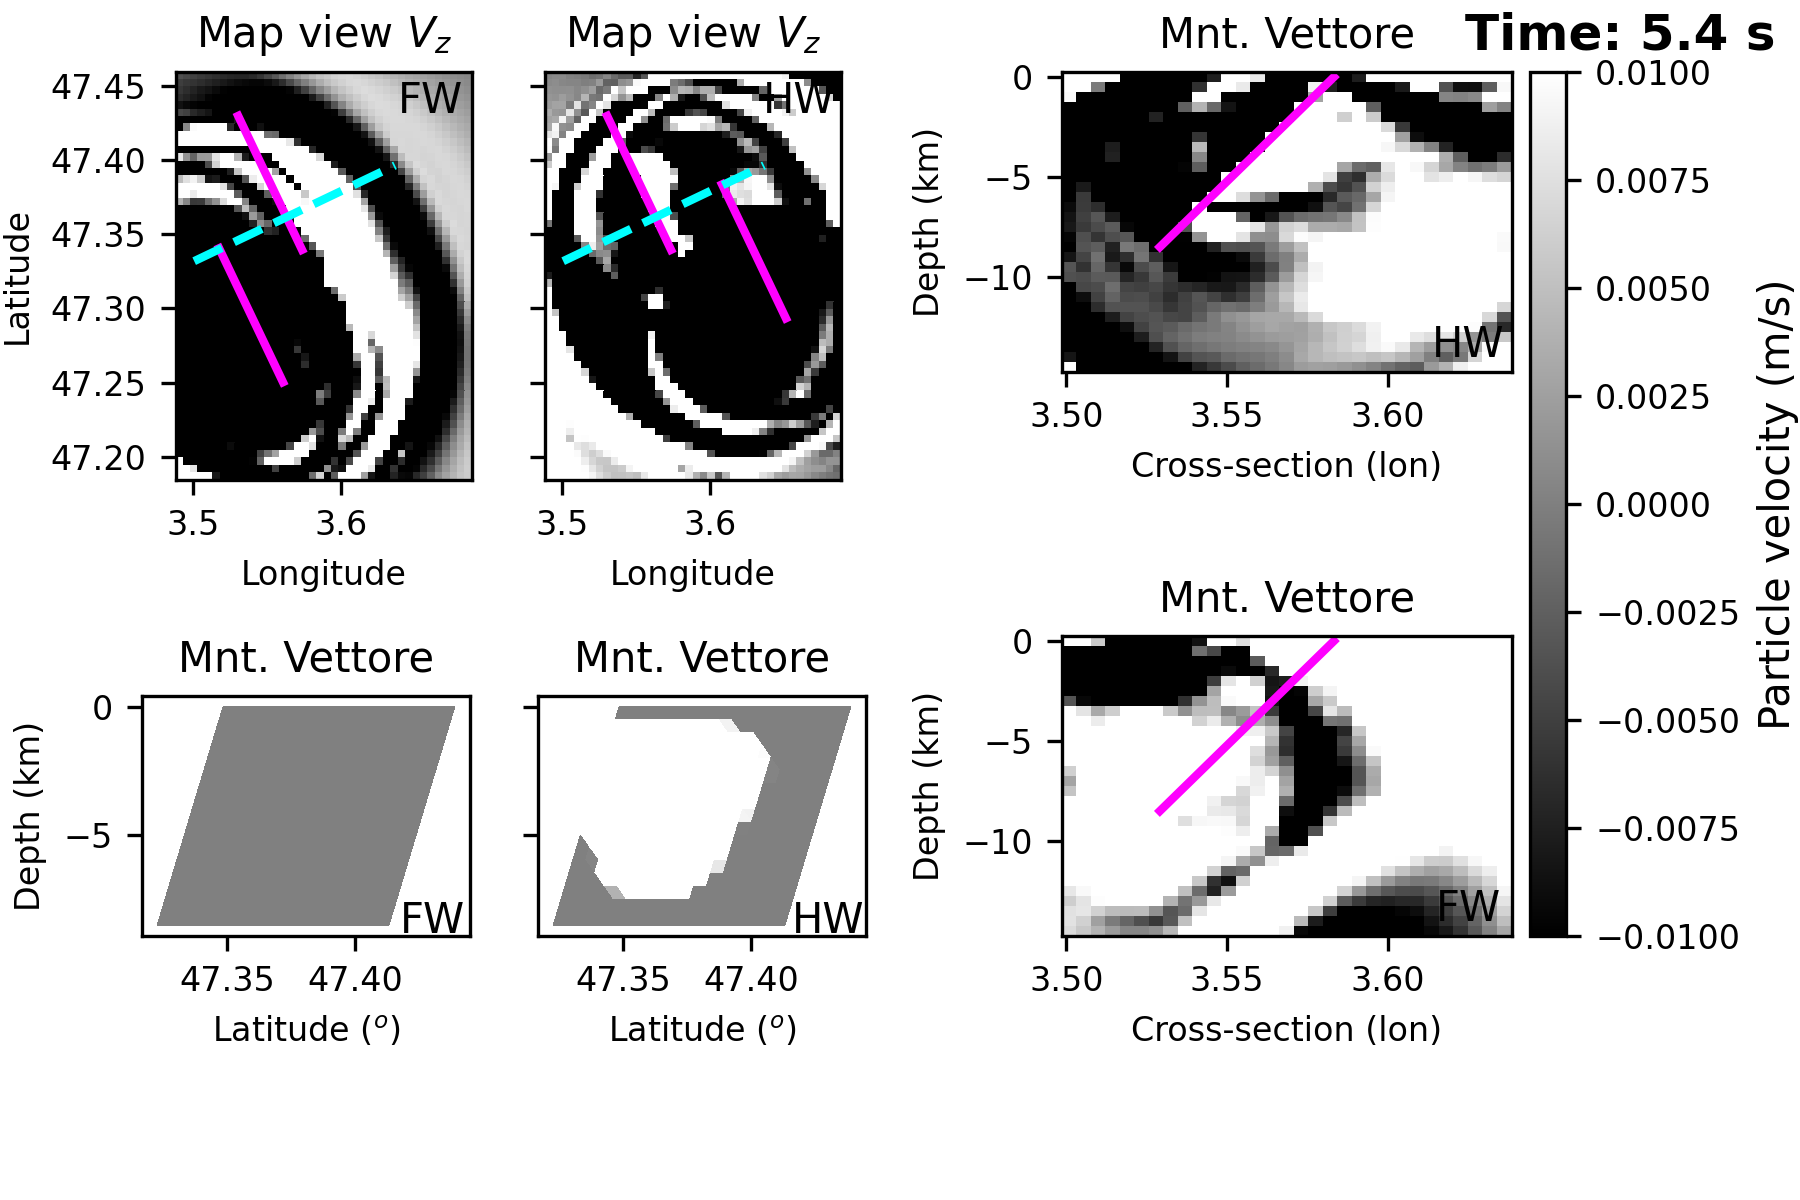 Map view Vz
Map view Vz
Mnt. Vettore
Time: 5.4 s
FW
47.45
47.40
47.35
47.30
47.25
47.20
Latitude
3.5
3.6
Longitude
HW
3.5
3.6
Longitude
0
−5
−10
Depth (km)
HW
3.50
3.55
3.60
Cross-section (lon)
0.0100
0.0075
0.0050
0.0025
0.0000
−0.0025
−0.0050
−0.0075
−0.0100
Particle velocity (m/s)
Mnt. Vettore
0
−5
Depth (km)
FW
47.35
47.40
Latitude (o)
Mnt. Vettore
HW
47.35
47.40
Latitude (o)
Mnt. Vettore
0
−5
−10
Depth (km)
FW
3.50
3.55
3.60
Cross-section (lon)